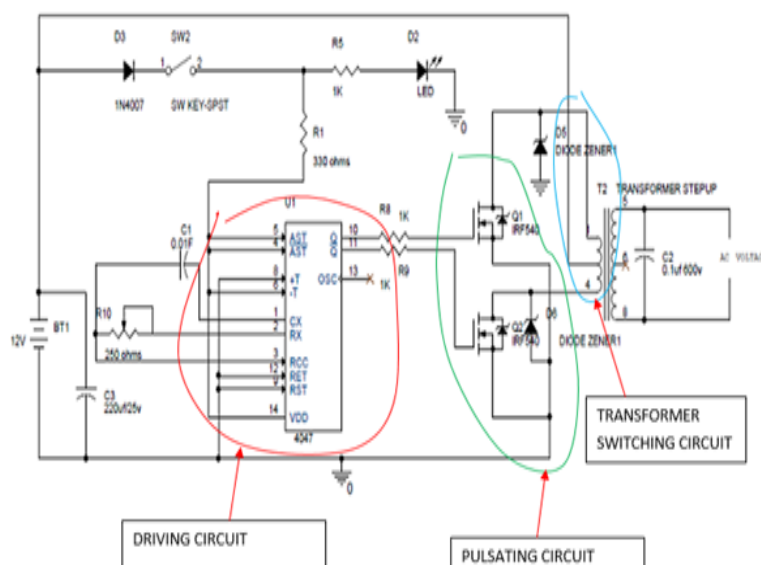 D3
SW2
R5
D2
1
2
1N4007
SW KEY-SPST
1K
LED
0
R1
330 ohms
D5
DIODE ZENER1
T2
TRANSFORMER STEPUP
U1
C1
0.01F
R8
1K
Q1
IRF540
5
AST
Q
10
4
AST
Q
11
R9
1K
8
+T
OSC
13
6
-T
1
CX
2
RX
3
RCC
12
RET
9
RST
14
VDD
4047
R10
250 ohms
BT1
12V
C3
220uf/25v
Q2
IRF540
D6
DIODE ZENER1
1
4
5
6
8
C2
0.1uf 600v
AC VOLTAG
0
TRANSFORMER
SWITCHING CIRCUIT
DRIVING CIRCUIT
PULSATING CIRCUIT